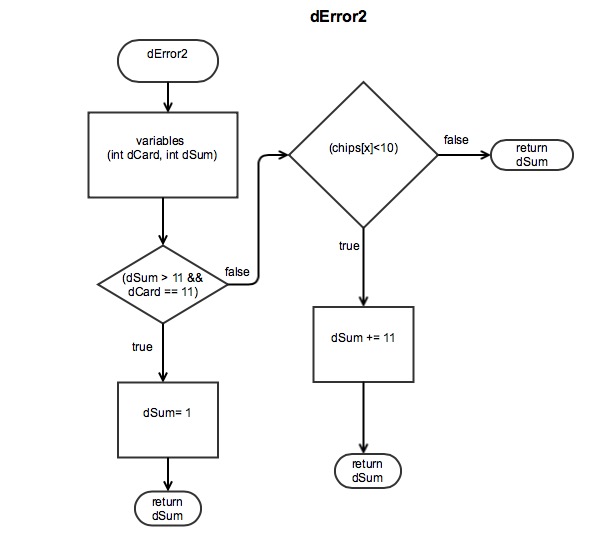 dError2
dError2
variables
(int dCard, int dSum)
(dSum > 11 &&
dCard == 11)
false
true
dSum= 1
return
dSum
(chips[x]<10)
false
return
dSum
true
dSum += 11
return
dSum